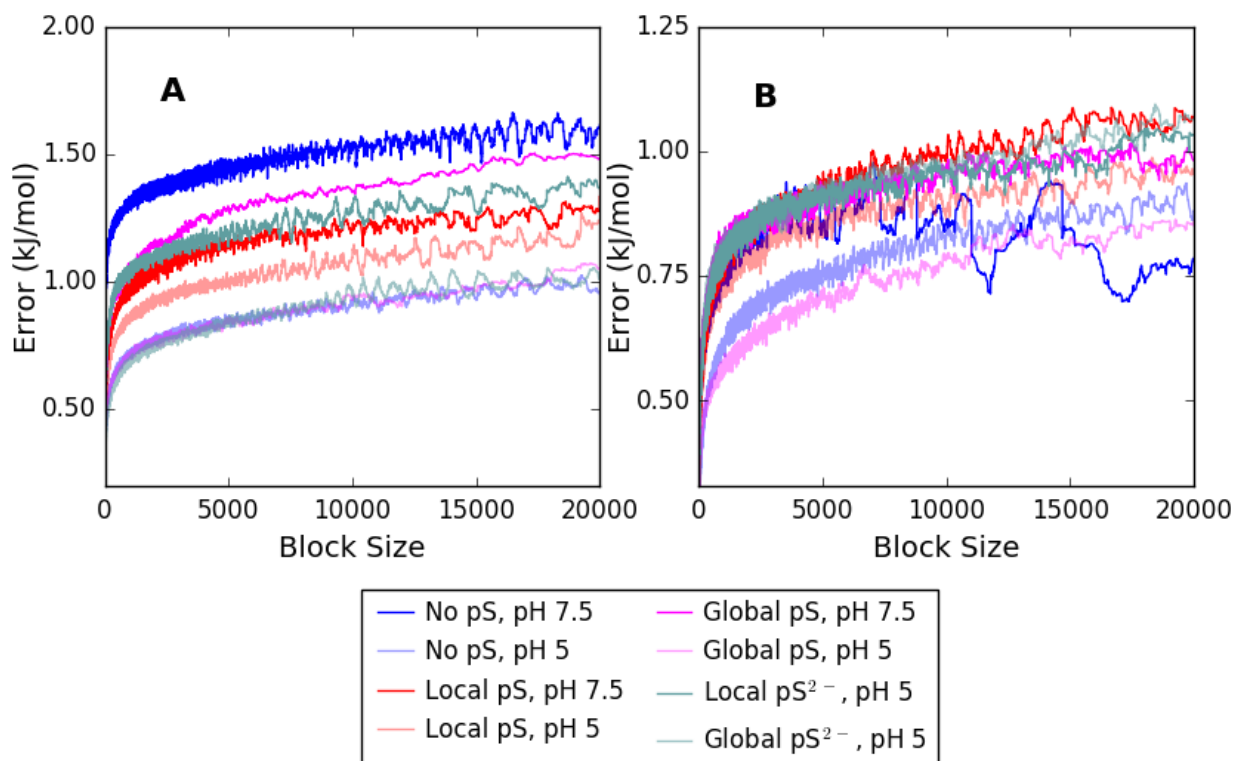 2.00
1.50
1.00
0.50
Error (kJ/mol)
A
0
5000
10000
15000
20000
Block Size
1.25
1.00
0.75
0.50
Error (kJ/mol)
B
0
5000
10000
15000
20000
Block Size
No pS, pH 7.5
No pS, pH 5
Local pS, pH 7.5
Local pS, pH 5
Global pS, pH 7.5
Global pS, pH 5
Local pS²⁻, pH 5
Global pS²⁻, pH 5